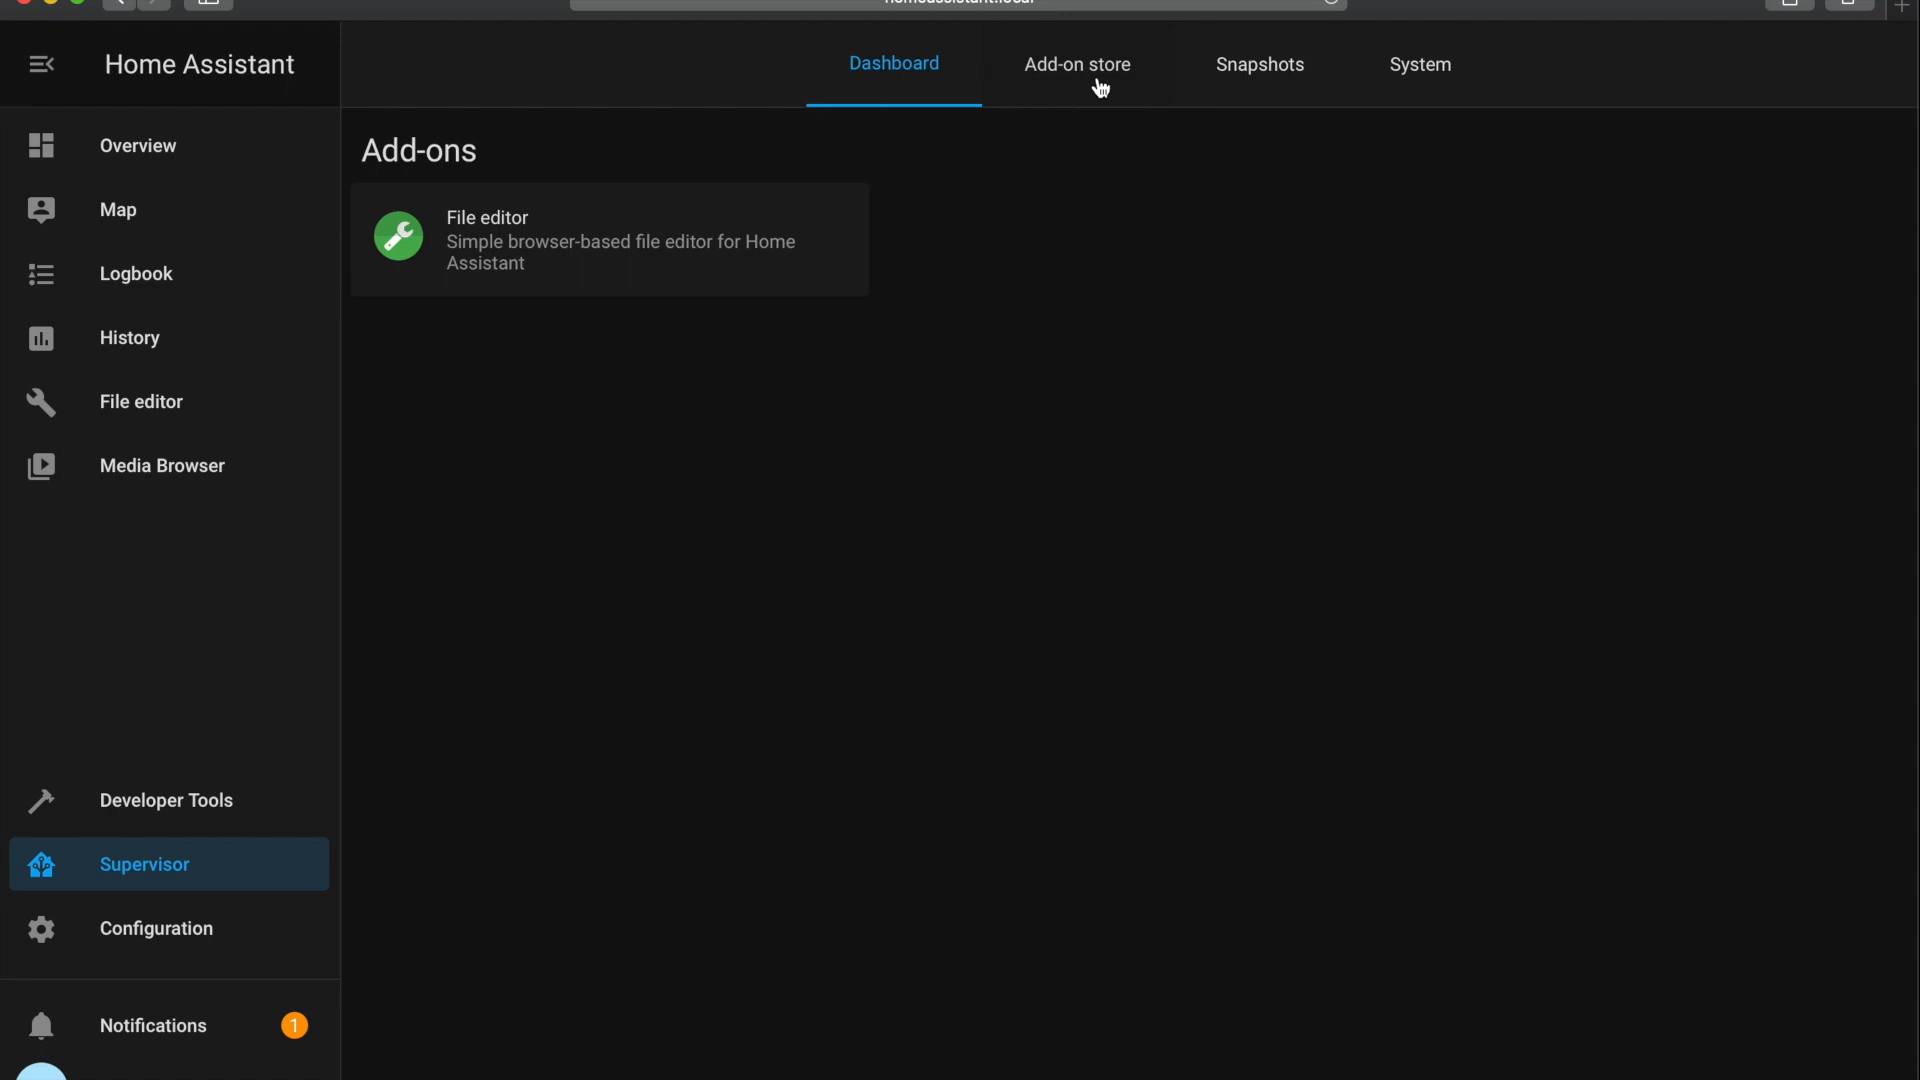 Home Assistant
Dashboard
Add-on store
Snapshots
System
Overview
Map
Logbook
History
File editor
Media Browser
Developer Tools
Supervisor
Configuration
Notifications
1
Add-ons
File editor
Simple browser-based file editor for Home
Assistant